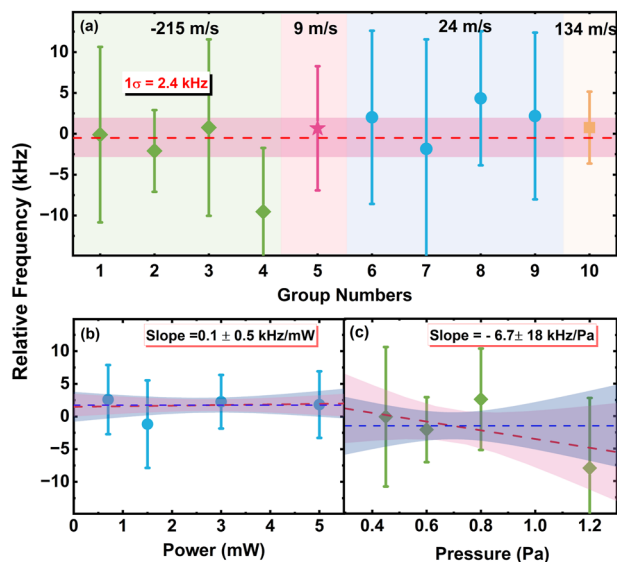 (a) -215 m/s 9 m/s 24 m/s 134 m/s
10
1σ = 2.4 kHz
5
0
−5
−10
1 2 3 4 5 6 7 8 9 10
Group Numbers
Relative Frequency (kHz)
(b) Slope =0.1 ± 0.5 kHz/mW
(c) Slope = - 6.7± 18 kHz/Pa
10
5
0
−5
−10
0 1 2 3 4 5
0.4 0.6 0.8 1.0 1.2
Power (mW)
Pressure (Pa)